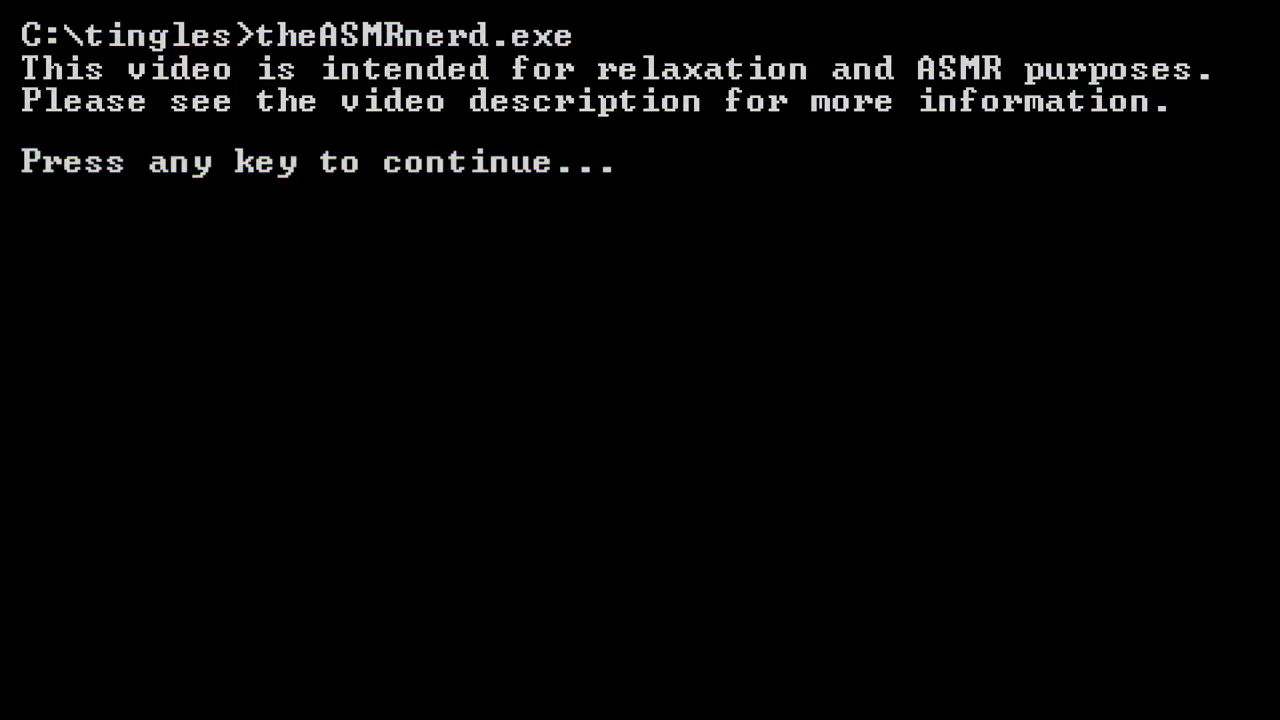 C:\tingles>theASMRnerd.exe
This video is intended for relaxation and ASMR purposes.
Please see the video description for more information.
Press any key to continue...